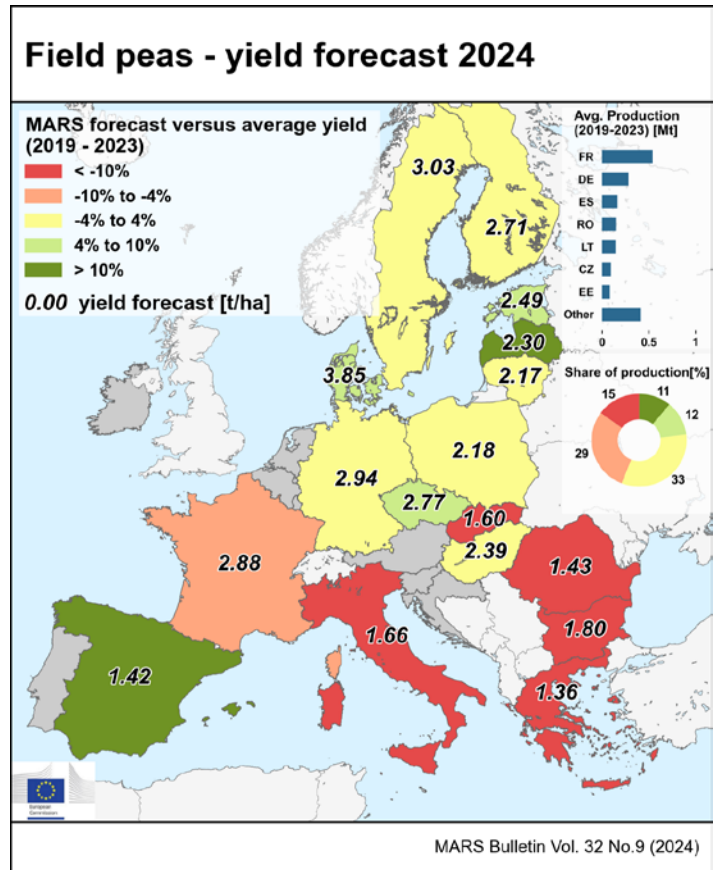 Field peas - yield forecast 2024
MARS forecast versus average yield
(2019 - 2023)
< -10%
-10% to -4%
-4% to 4%
4% to 10%
> 10%
0.00 yield forecast [t/ha]
Avg. Production
(2019-2023) [Mt]
FR
DE
ES
RO
LT
CZ
EE
Other
0 0.5 1
Share of production[%]
15 11
12
29
33
3.03
2.71
2.49
2.30
2.17
3.85
2.94
2.18
2.77
1.60
2.39
2.88
1.43
1.80
1.66
1.36
1.42
European
Commission
MARS Bulletin Vol. 32 No.9 (2024)